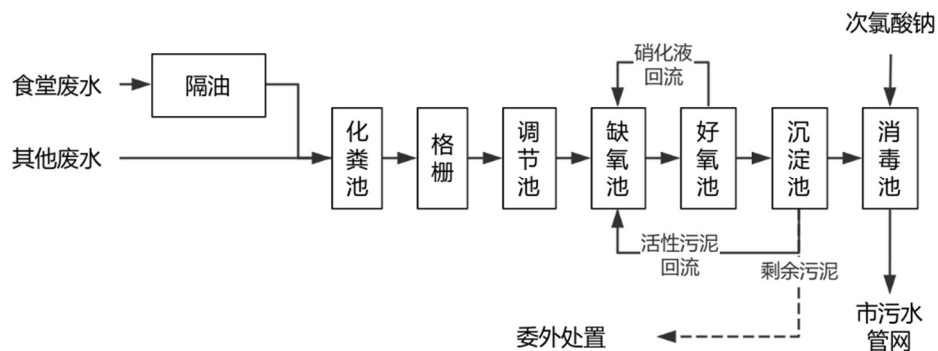 次氯酸钠
硝化液
回流
食堂废水
隔油
其他废水
化粪池
格栅
调节池
缺氧池
好氧池
沉淀池
消毒池
活性污泥
回流
剩余污泥
委外处置
市污水
管网